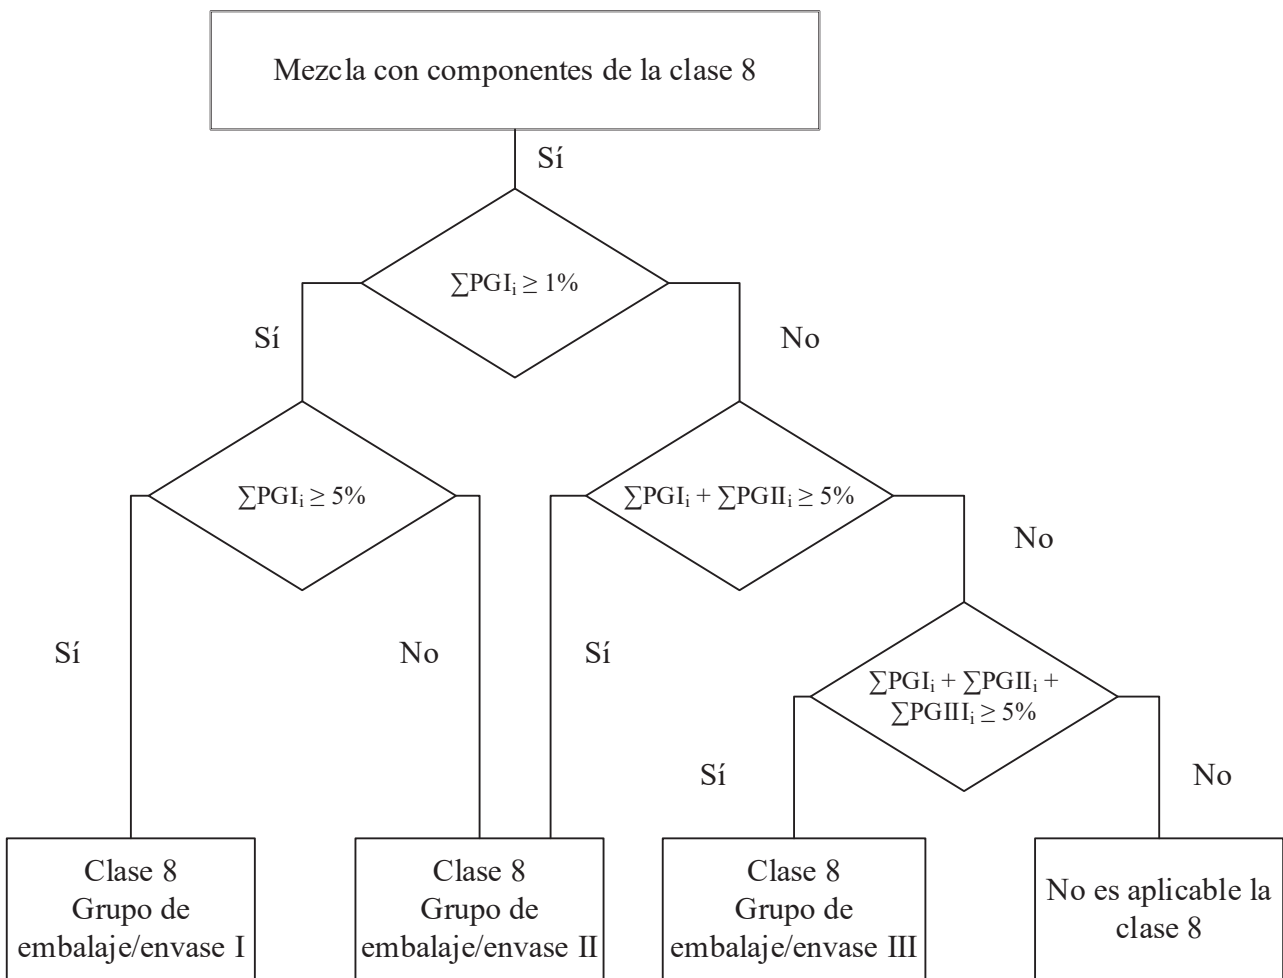 Mezcla con componentes de la clase 8
Sí
∑PGIᵢ ≥ 1%
Sí
No
∑PGIᵢ ≥ 5%
∑PGIᵢ + ∑PGIIᵢ ≥ 5%
No
Sí
No
Sí
∑PGIᵢ + ∑PGIIᵢ +
∑PGIIIᵢ ≥ 5%
Sí
No
Clase 8
Grupo de
embalaje/envase I
Clase 8
Grupo de
embalaje/envase II
Clase 8
Grupo de
embalaje/envase III
No es aplicable la
clase 8